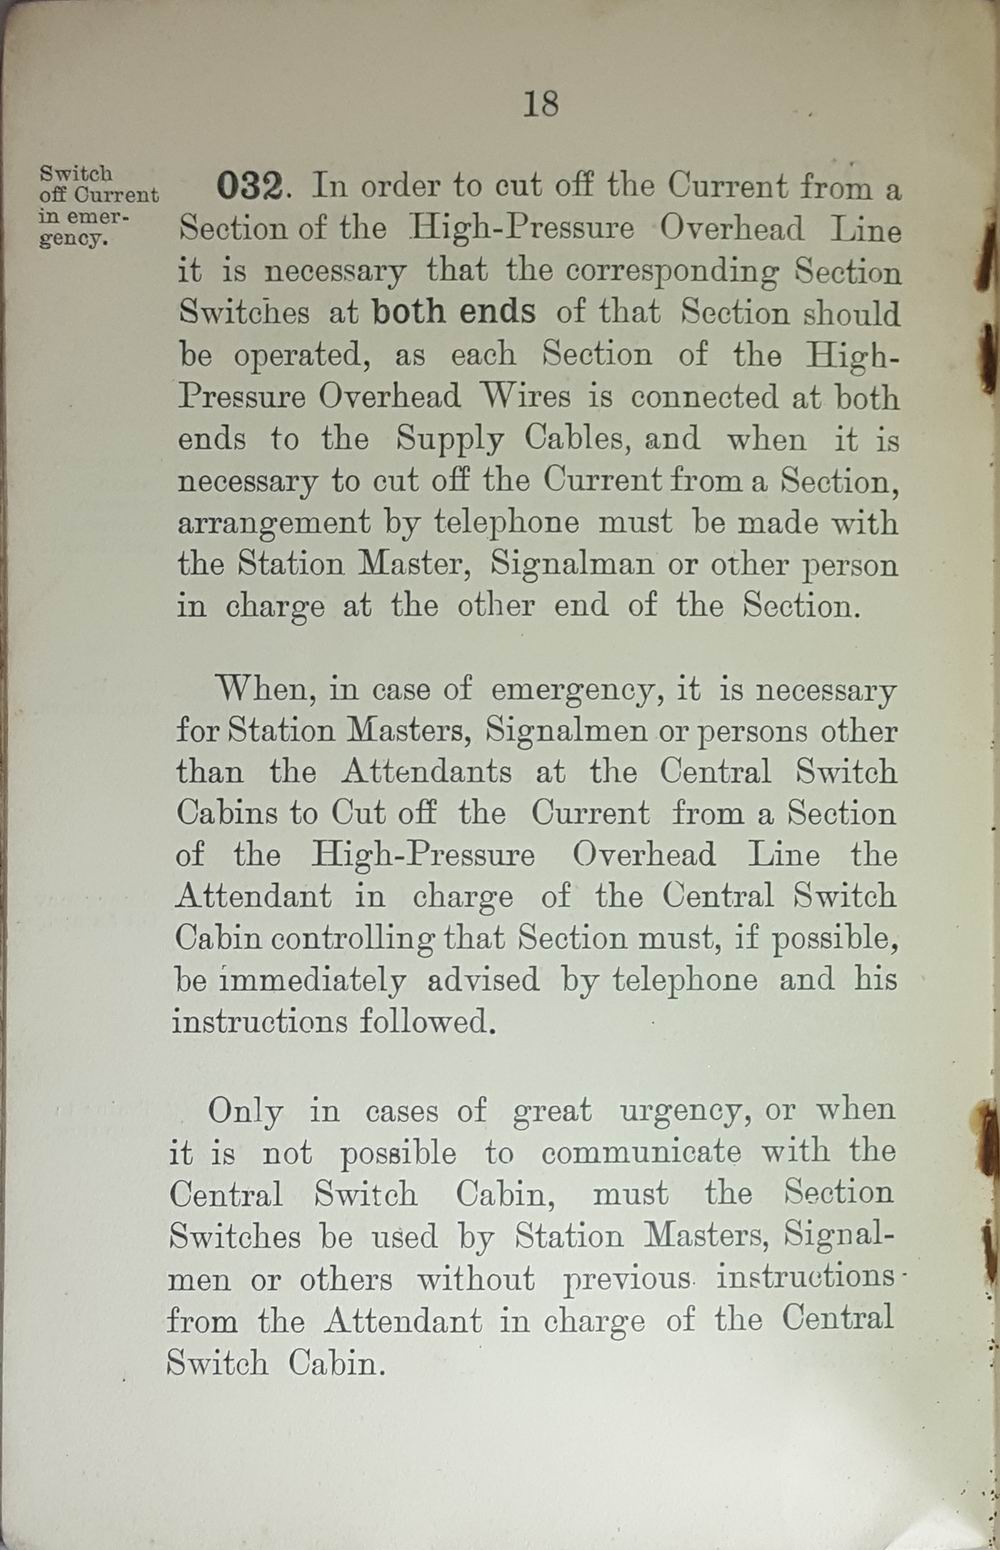 18
Switch
off Current
in emer-
gency.
032. In order to cut off the Current from a
Section of the High-Pressure Overhead Line
it is necessary that the corresponding Section
Switches at both ends of that Section should
be operated, as each Section of the High-
Pressure Overhead Wires is connected at both
ends to the Supply Cables, and when it is
necessary to cut off the Current from a Section,
arrangement by telephone must be made with
the Station Master, Signalman or other person
in charge at the other end of the Section.
When, in case of emergency, it is necessary
for Station Masters, Signalmen or persons other
than the Attendants at the Central Switch
Cabins to Cut off the Current from a Section
of the High-Pressure Overhead Line the
Attendant in charge of the Central Switch
Cabin controlling that Section must, if possible,
be immediately advised by telephone and his
instructions followed.
Only in cases of great urgency, or when
it is not possible to communicate with the
Central Switch Cabin, must the Section
Switches be used by Station Masters, Signal-
men or others without previous instructions
from the Attendant in charge of the Central
Switch Cabin.